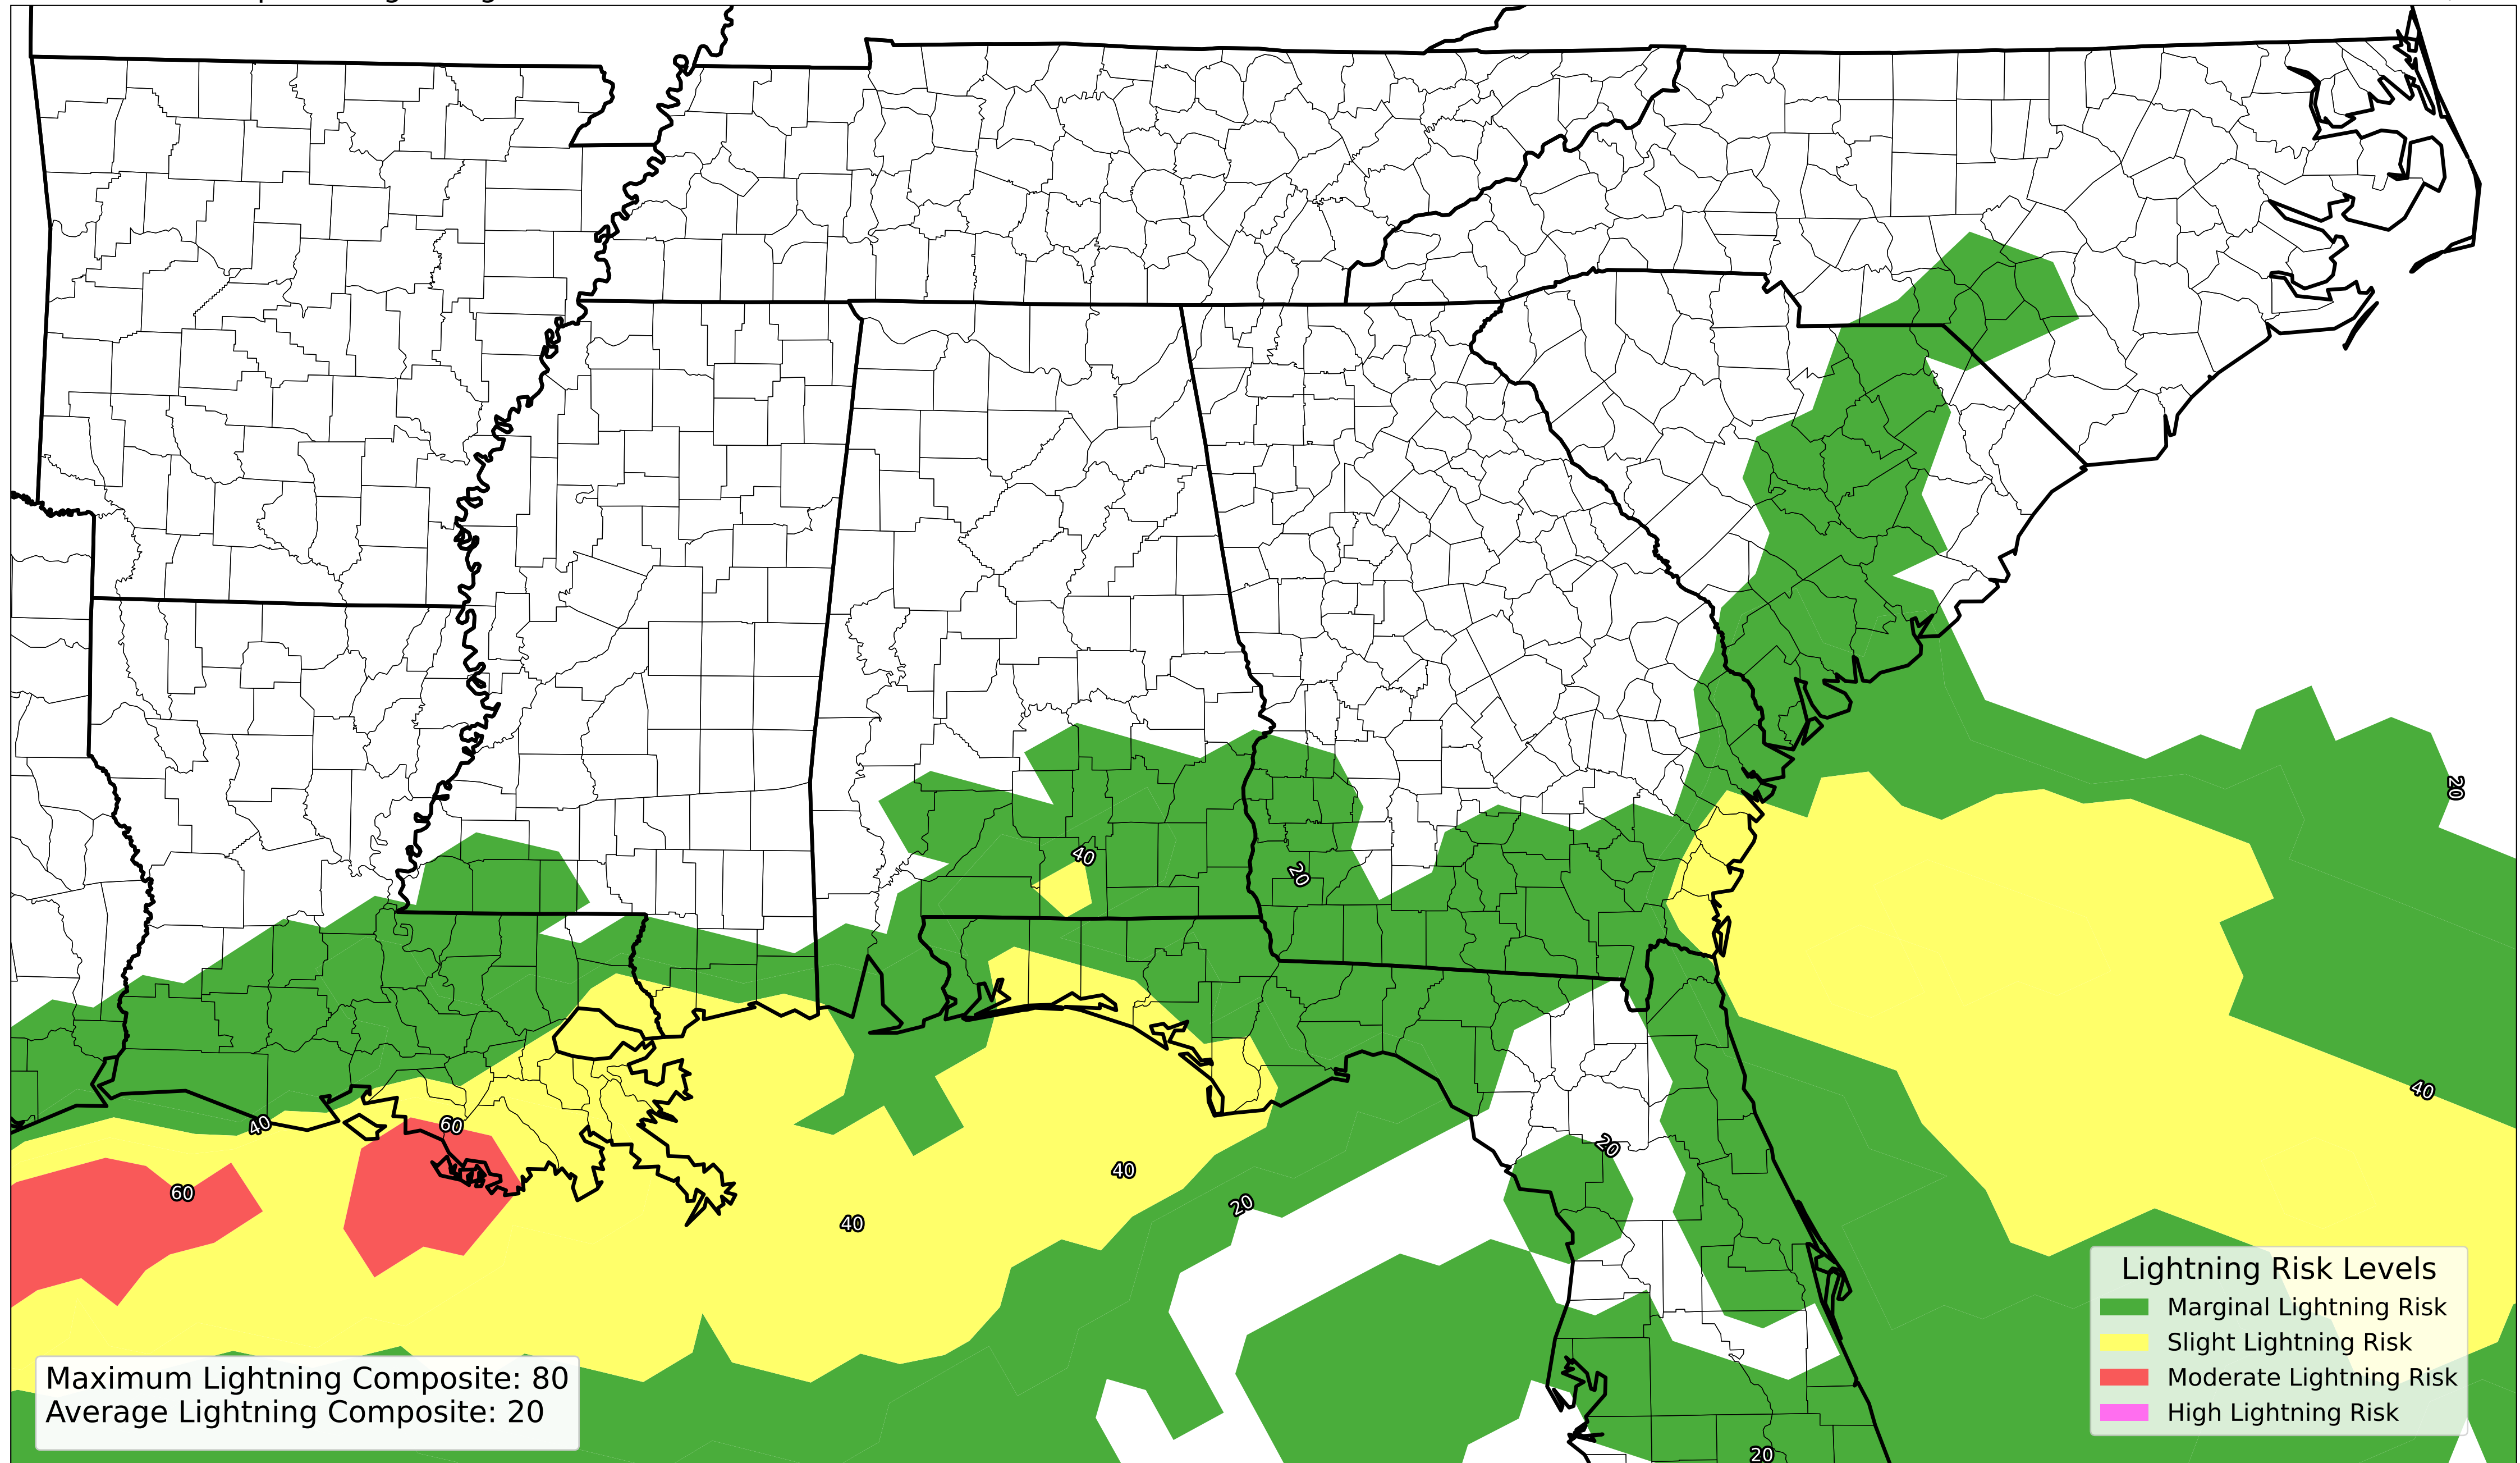 40
20
20
40
40
60
20
60
40
20
40
Lightning Risk Levels
Marginal Lightning Risk
Slight Lightning Risk
Moderate Lightning Risk
High Lightning Risk
Maximum Lightning Composite: 80
Average Lightning Composite: 20
20